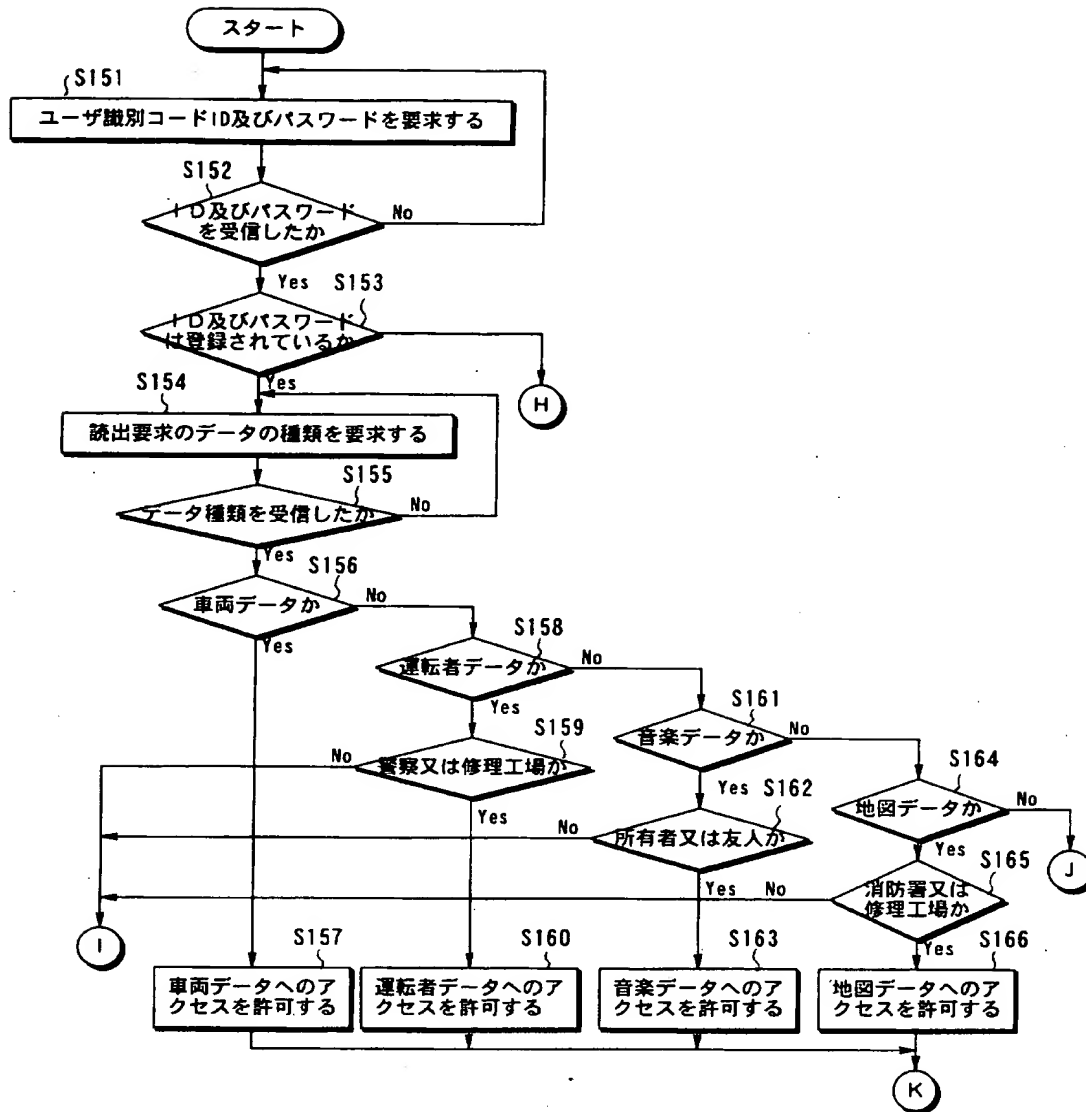 スタート
S151
ユーザ識別コードID及びパスワードを要求する
S152
ID及びパスワード
を受信したか
No
Yes
S153
ID及びパスワード
は登録されているか
Yes
H
S154
読出要求のデータの種類を要求する
S155
データ種類を受信したか
No
Yes
S156
車両データか
No
Yes
S158
運転者データか
No
Yes
S161
音楽データか
No
Yes
S159
警察又は修理工場か
No
Yes
S164
地図データか
No
Yes
S162
所有者又は友人か
No
Yes
J
S165
消防署又は
修理工場か
No
Yes
I
S157
車両データへのア
クセスを許可する
S160
運転者データへのア
クセスを許可する
S163
音楽データへのア
クセスを許可する
S166
地図データへのア
クセスを許可する
K